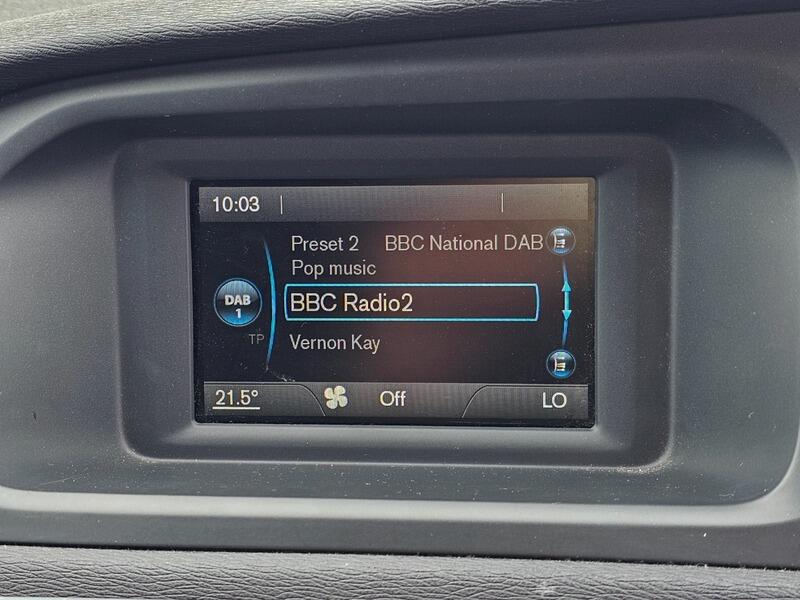 10:03
Preset 2 BBC National DAB
Pop music
DAB
1
BBC Radio2
TP
Vernon Kay
21.5° Off LO